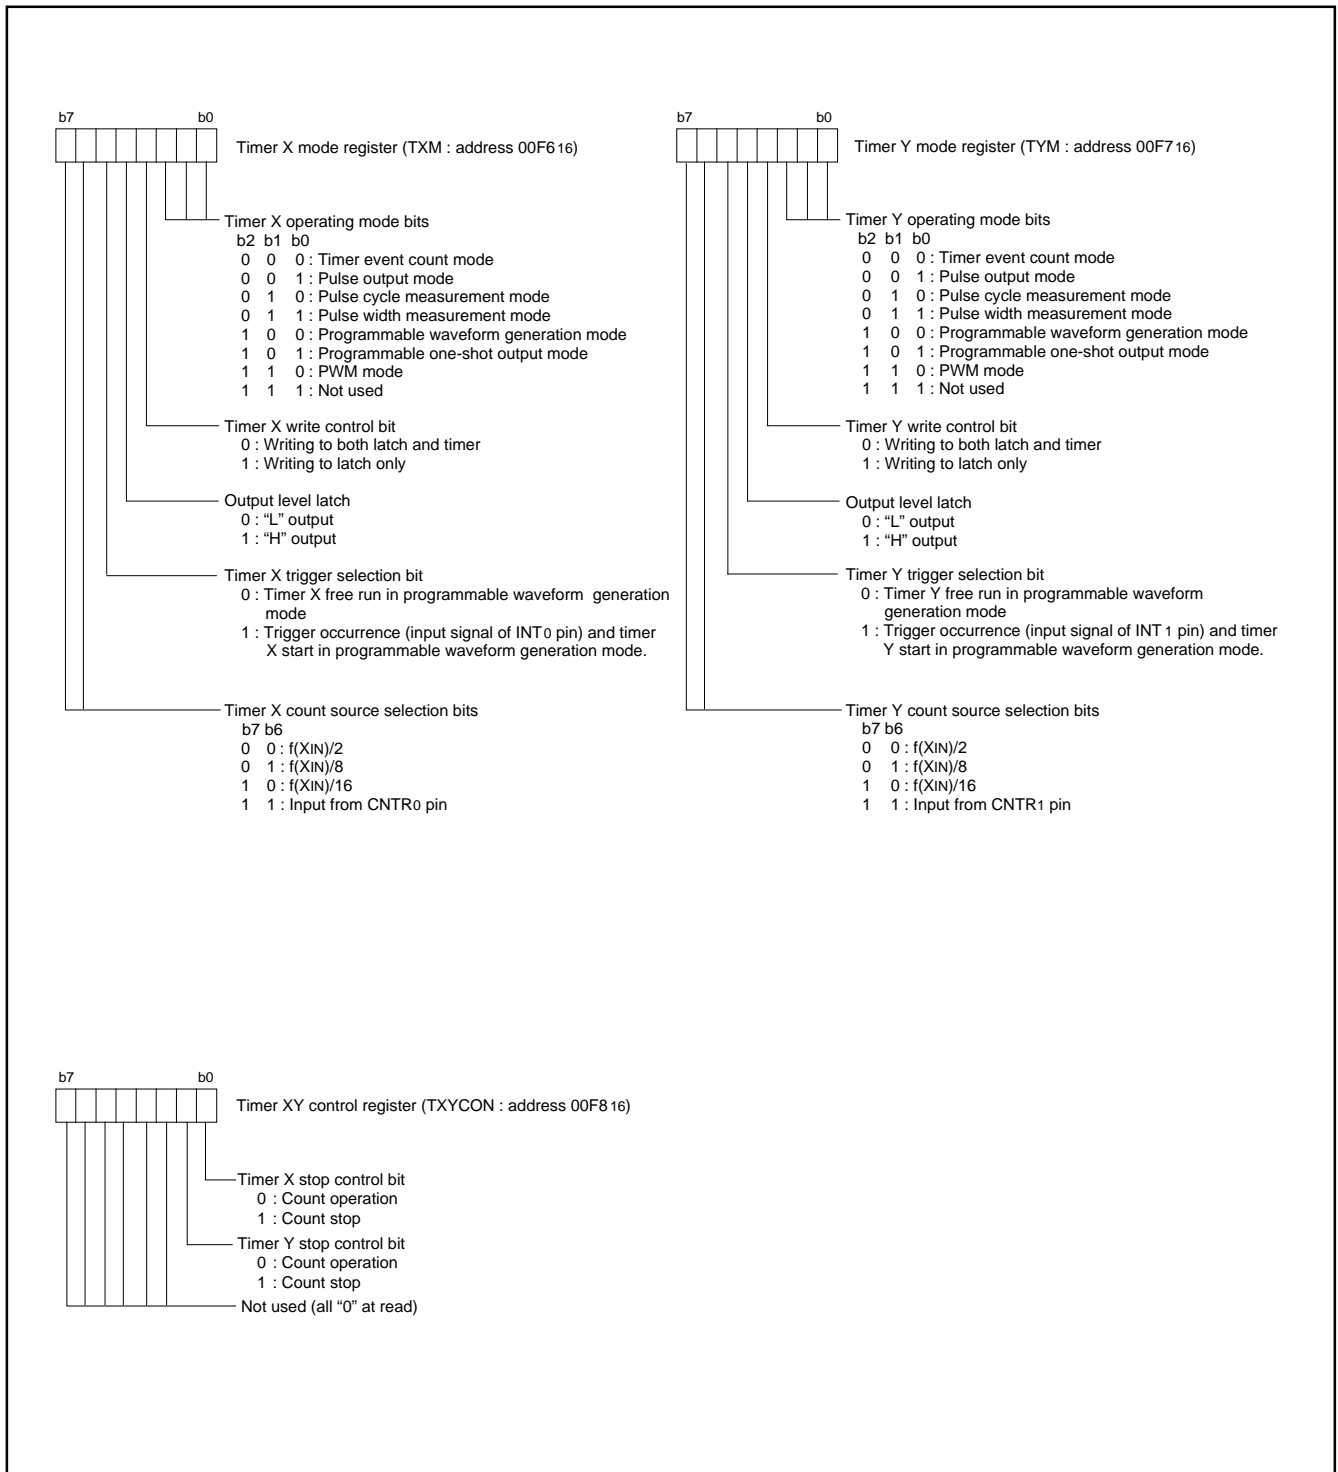 b7 b0
Timer X mode register (TXM : address 00F616)
Timer X operating mode bits
b2 b1 b0
0 0 0 : Timer event count mode
0 0 1 : Pulse output mode
0 1 0 : Pulse cycle measurement mode
0 1 1 : Pulse width measurement mode
1 0 0 : Programmable waveform generation mode
1 0 1 : Programmable one-shot output mode
1 1 0 : PWM mode
1 1 1 : Not used
Timer X write control bit
0 : Writing to both latch and timer
1 : Writing to latch only
Output level latch
0 : “L” output
1 : “H” output
Timer X trigger selection bit
0 : Timer X free run in programmable waveform generation
mode
1 : Trigger occurrence (input signal of INT0 pin) and timer
X start in programmable waveform generation mode.
Timer X count source selection bits
b7 b6
0 0 : f(XIN)/2
0 1 : f(XIN)/8
1 0 : f(XIN)/16
1 1 : Input from CNTR0 pin
b7 b0
Timer Y mode register (TYM : address 00F716)
Timer Y operating mode bits
b2 b1 b0
0 0 0 : Timer event count mode
0 0 1 : Pulse output mode
0 1 0 : Pulse cycle measurement mode
0 1 1 : Pulse width measurement mode
1 0 0 : Programmable waveform generation mode
1 0 1 : Programmable one-shot output mode
1 1 0 : PWM mode
1 1 1 : Not used
Timer Y write control bit
0 : Writing to both latch and timer
1 : Writing to latch only
Output level latch
0 : “L” output
1 : “H” output
Timer Y trigger selection bit
0 : Timer Y free run in programmable waveform
generation mode
1 : Trigger occurrence (input signal of INT1 pin) and timer
Y start in programmable waveform generation mode.
Timer Y count source selection bits
b7 b6
0 0 : f(XIN)/2
0 1 : f(XIN)/8
1 0 : f(XIN)/16
1 1 : Input from CNTR1 pin
b7 b0
Timer XY control register (TXYCON : address 00F816)
Timer X stop control bit
0 : Count operation
1 : Count stop
Timer Y stop control bit
0 : Count operation
1 : Count stop
Not used (all “0” at read)